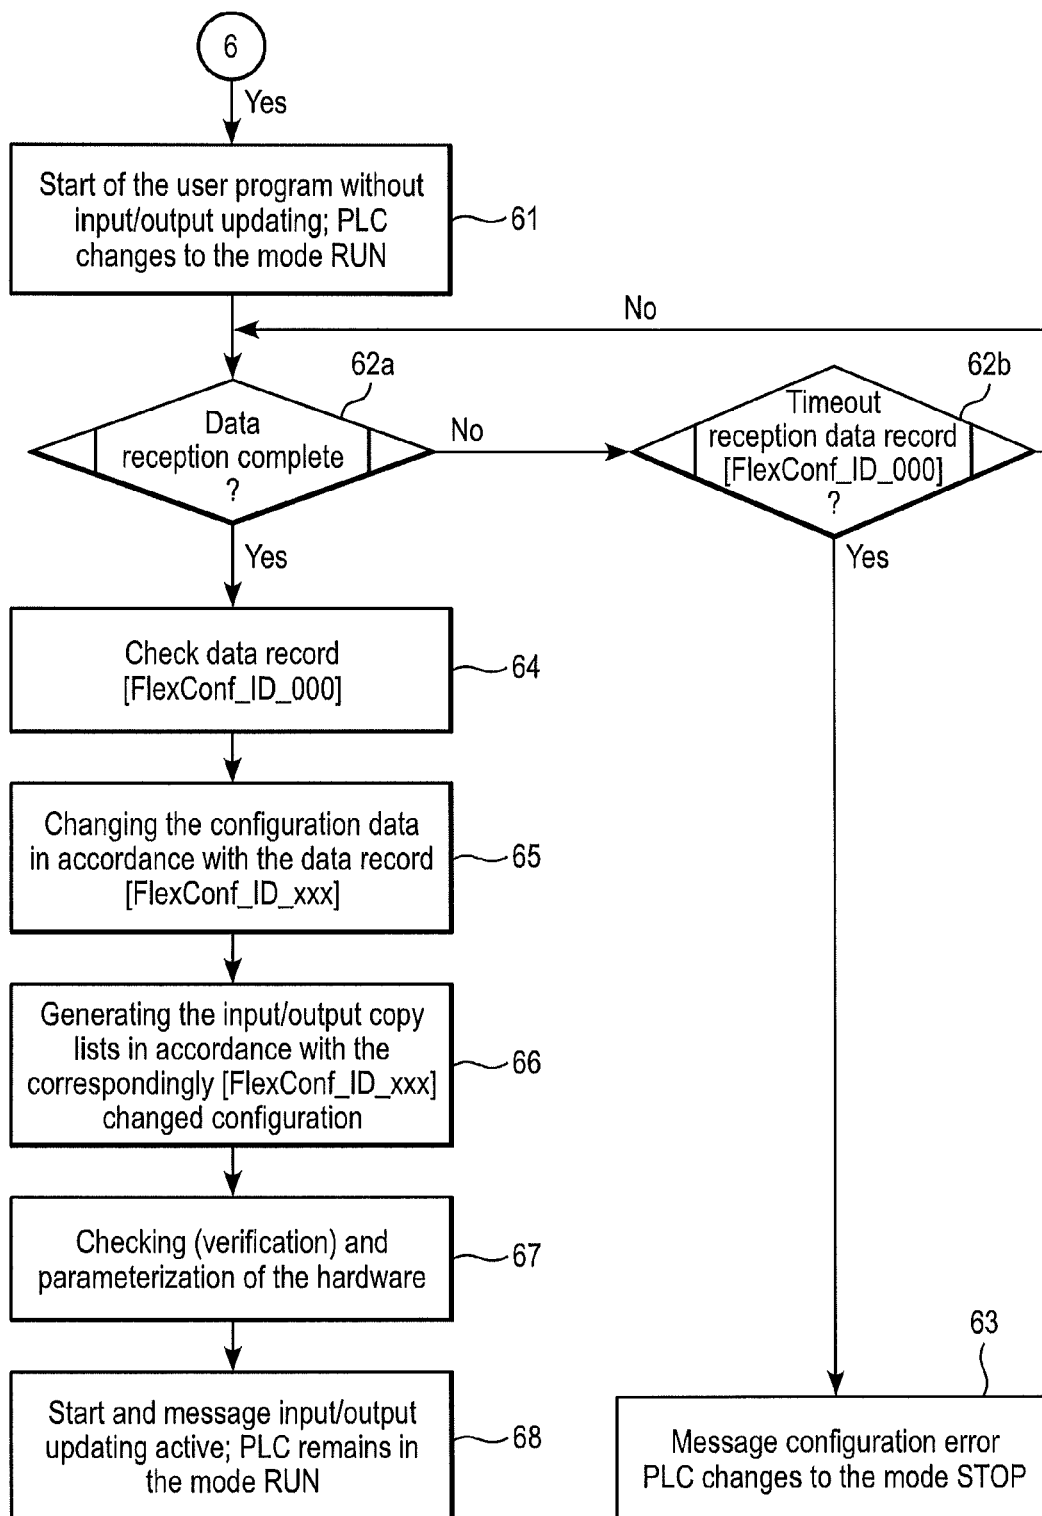 6
Yes
Start of the user program without
input/output updating; PLC
changes to the mode RUN
61
No
62a
Data
reception complete
?
No
62b
Timeout
reception data record
[FlexConf_ID_000]
?
Yes
Yes
Check data record
[FlexConf_ID_000]
64
Changing the configuration data
in accordance with the data record
[FlexConf_ID_xxx]
65
Generating the input/output copy
lists in accordance with the
correspondingly [FlexConf_ID_xxx]
changed configuration
66
Checking (verification) and
parameterization of the hardware
67
Start and message input/output
updating active; PLC remains in
the mode RUN
68
63
Message configuration error
PLC changes to the mode STOP